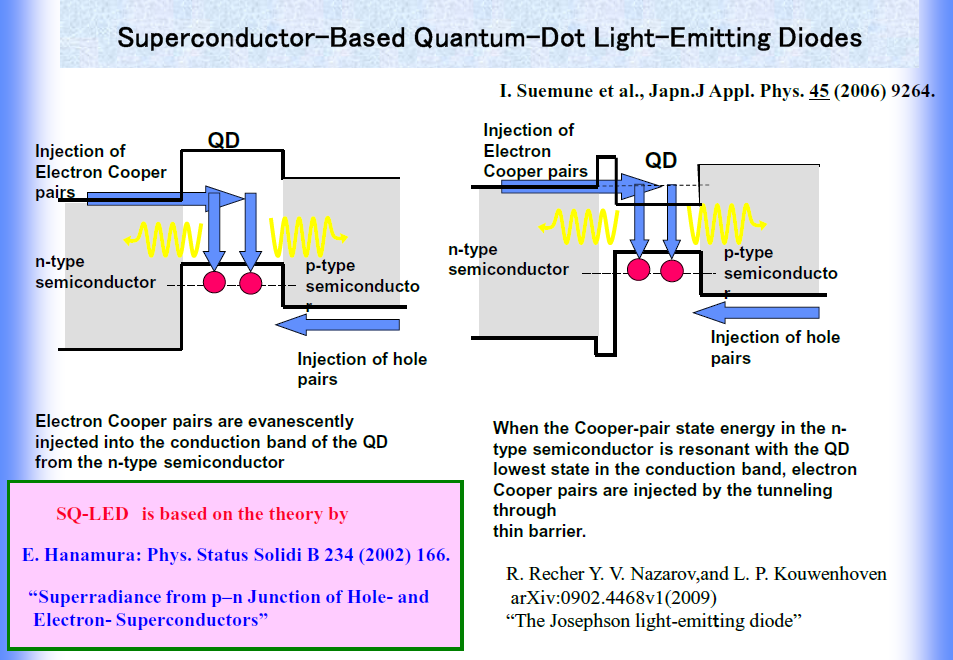 Superconductor-Based Quantum-Dot Light-Emitting Diodes
I. Suemune et al., Japn.J Appl. Phys. 45 (2006) 9264.
QD
Injection of
Electron Cooper
pairs
n-type
semiconductor
p-type
semiconducto
r
Injection of hole
pairs
Injection of
Electron
Cooper pairs
QD
n-type
semiconductor
p-type
semiconducto
r
Injection of hole
pairs
Electron Cooper pairs are evanescently
injected into the conduction band of the QD
from the n-type semiconductor
When the Cooper-pair state energy in the n-
type semiconductor is resonant with the QD
lowest state in the conduction band, electron
Cooper pairs are injected by the tunneling
through
thin barrier.
SQ-LED is based on the theory by
E. Hanamura: Phys. Status Solidi B 234 (2002) 166.
“Superradiance from p–n Junction of Hole- and
Electron- Superconductors”
R. Recher Y. V. Nazarov,and L. P. Kouwenhoven
arXiv:0902.4468v1(2009)
“The Josephson light-emitting diode”